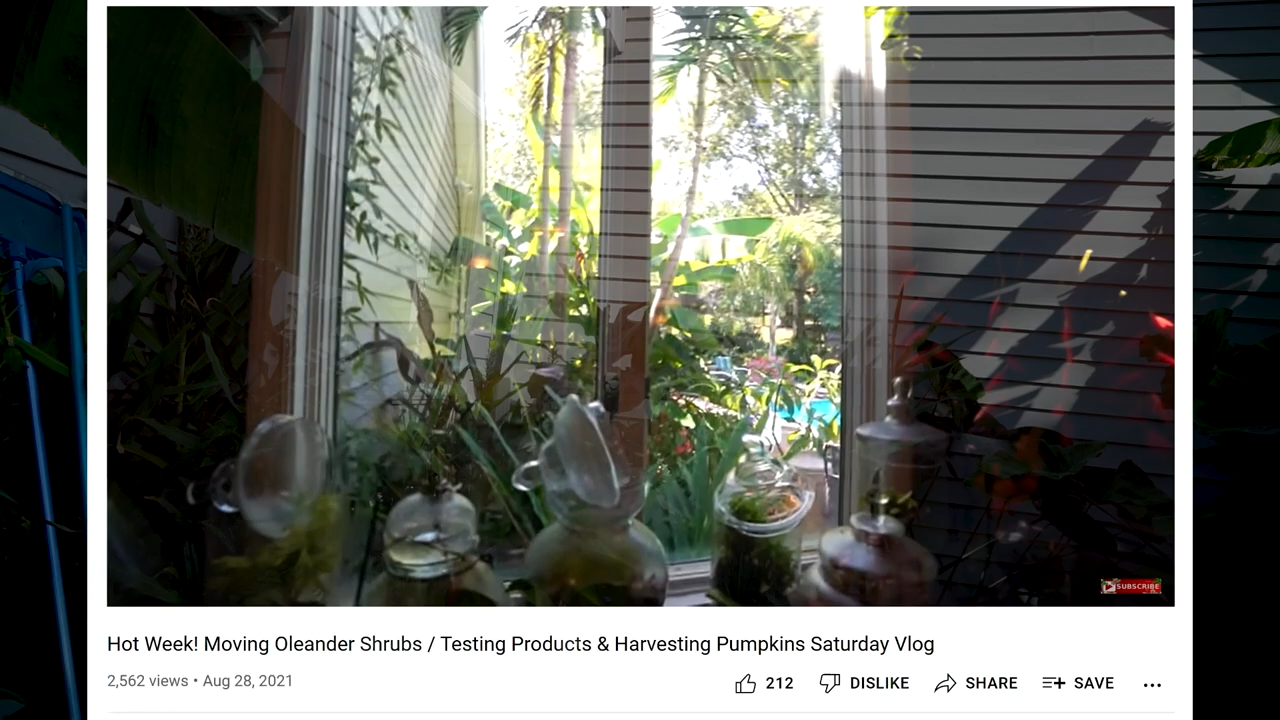 SUBSCRIBE
Hot Week! Moving Oleander Shrubs / Testing Products & Harvesting Pumpkins Saturday Vlog
2,562 views • Aug 28, 2021
212 DISLIKE SHARE SAVE